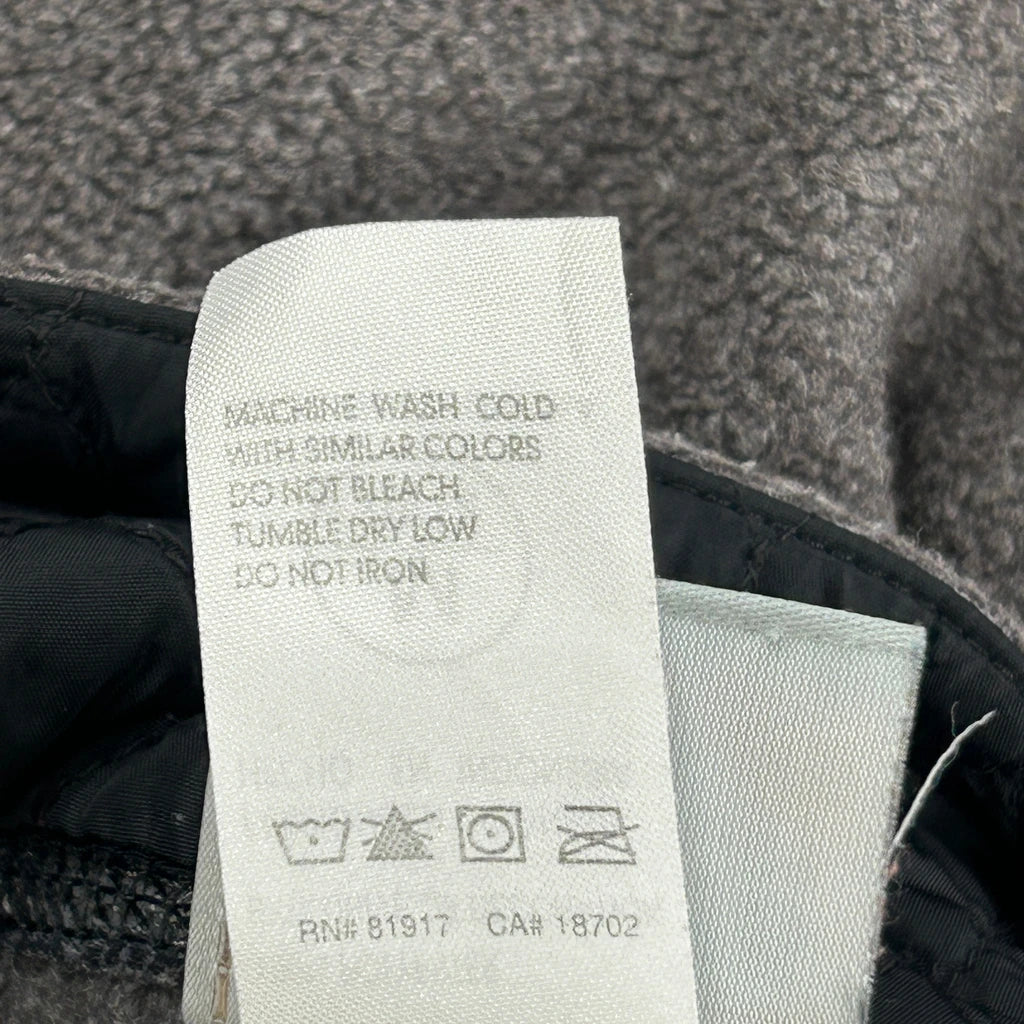 MACHINE WASH COLD
WITH SIMILAR COLORS
DO NOT BLEACH
TUMBLE DRY LOW
DO NOT IRON
RN# 81917 CA# 18702